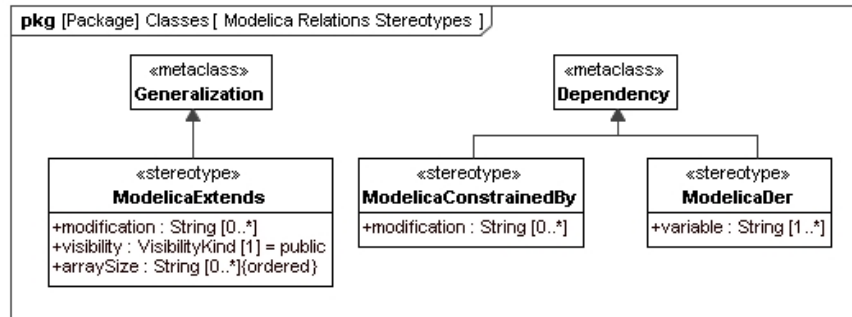 pkg [Package] Classes [ Modelica Relations Stereotypes ]
«metaclass»
Generalization
«metaclass»
Dependency
«stereotype»
ModelicaExtends
+modification : String [0..*]
+visibility : VisibilityKind [1] = public
+arraySize : String [0..*]{ordered}
«stereotype»
ModelicaConstrainedBy
+modification : String [0..*]
«stereotype»
ModelicaDer
+variable : String [1..*]